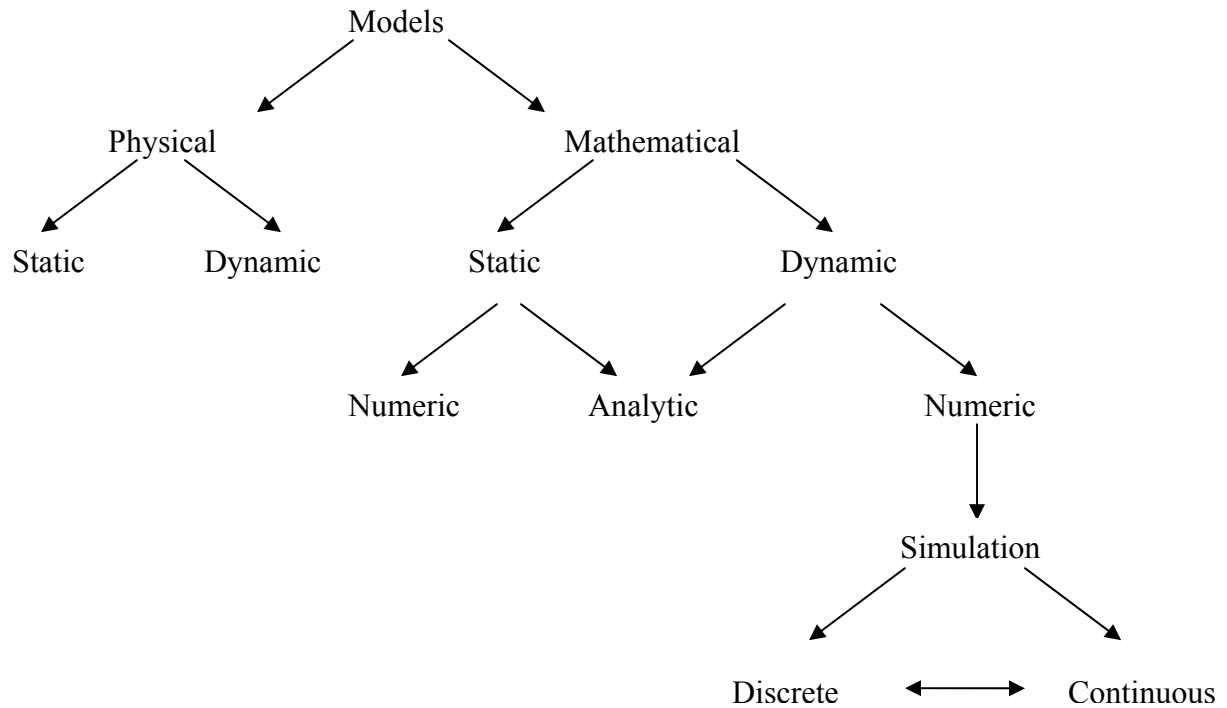 Models
Physical Mathematical
Static Dynamic Static Dynamic
Numeric Analytic Numeric
Simulation
Discrete Continuous